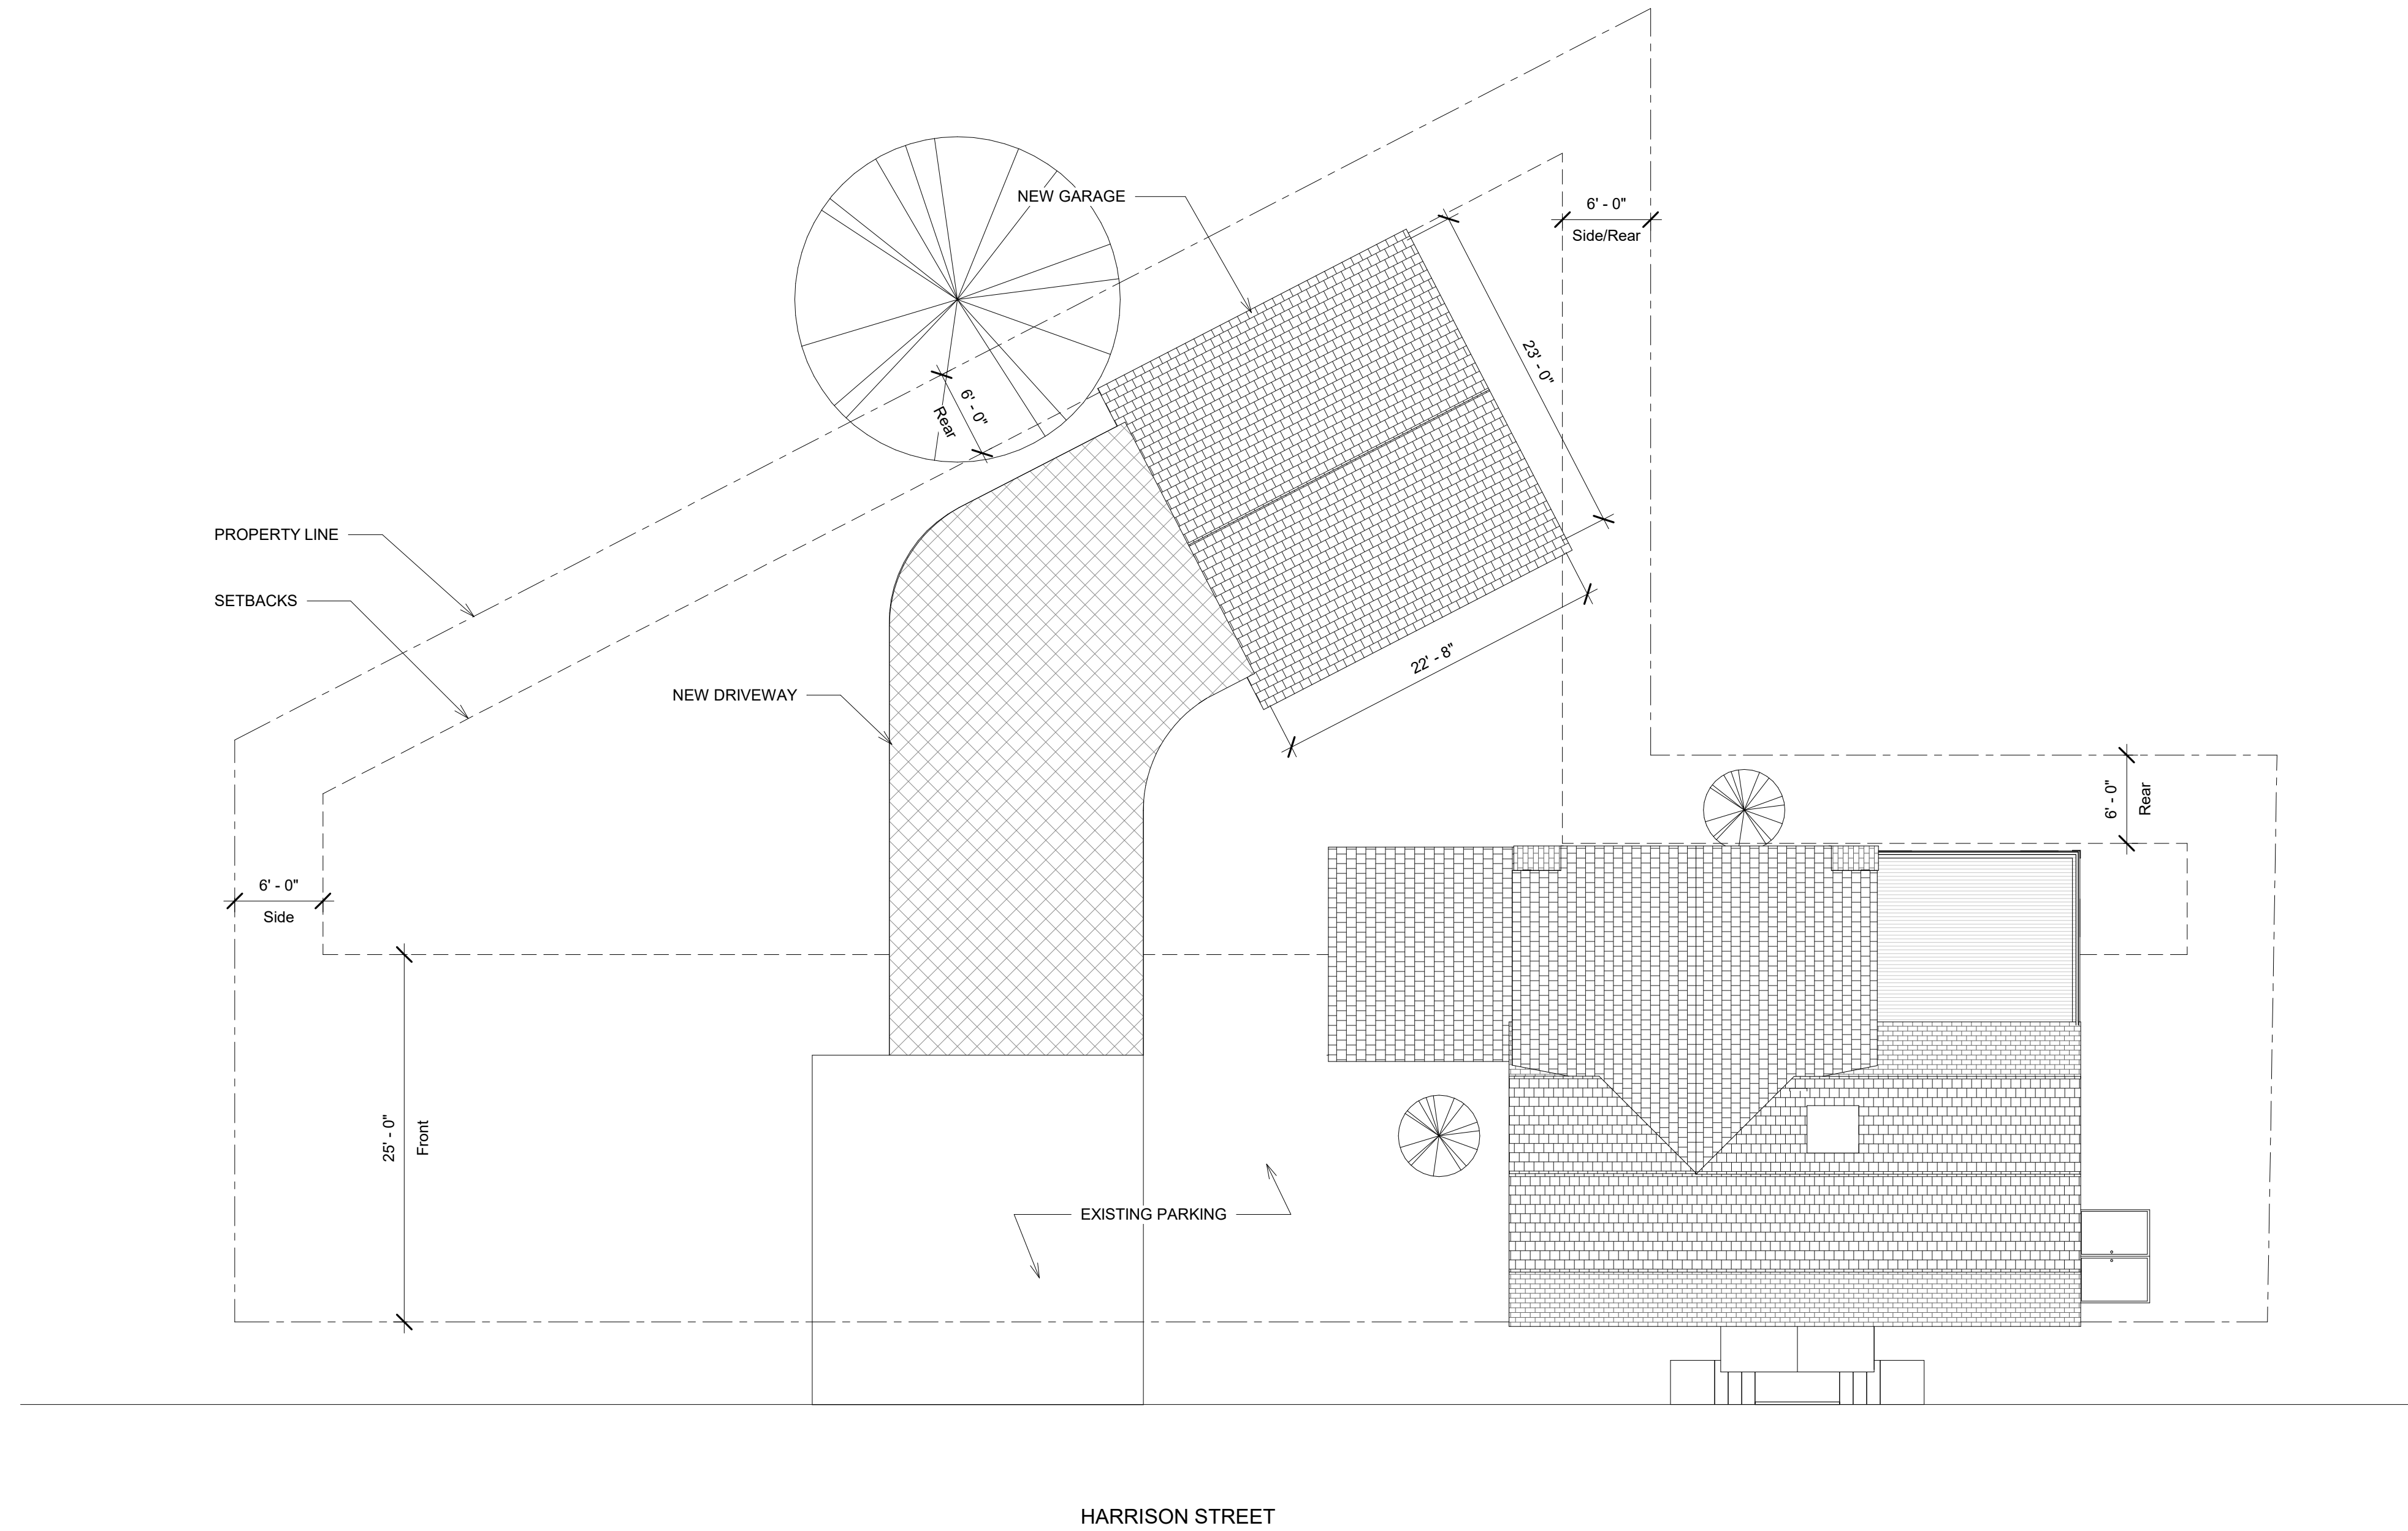 NEW GARAGE
6' - 0"
Side/Rear
23' - 0"
6' - 0"
Rear
PROPERTY LINE
SETBACKS
22' - 8"
NEW DRIVEWAY
6' - 0"
Rear
6' - 0"
Side
25' - 0"
Front
EXISTING PARKING
HARRISON STREET